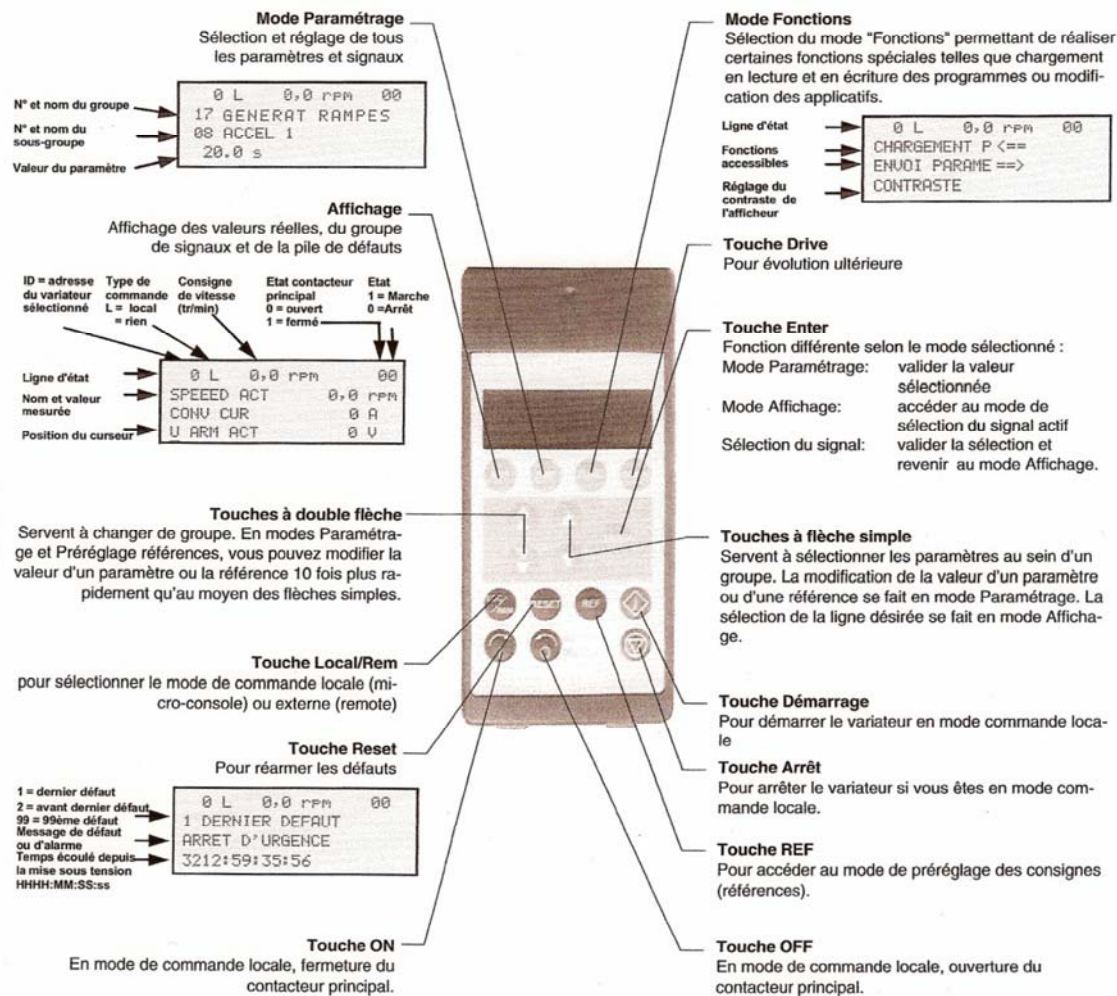 Mode Paramétrage
Sélection et réglage de tous
les paramètres et signaux
N° et nom du groupe
N° et nom du
sous-groupe
Valeur du paramètre
0 L 0,0 rpm 00
17 GENERAT RAMPES
08 ACCEL 1
20.0 s
Affichage
Affichage des valeurs réelles, du groupe
de signaux et de la pile de défauts
ID = adresse
du variateur
sélectionné
Type de
commande
L = local
= rien
Consigne
de vitesse
(tr/min)
Etat contacteur
principal
0 = ouvert
1 = fermé
Etat
1 = Marche
0 =Arrêt
Ligne d'état
Nom et valeur
mesurée
Position du curseur
0 L 0,0 rpm 00
SPEEED ACT 0,0 rpm
CONV CUR 0 A
U ARM ACT 0 V
Touches à double flèche
Servent à changer de groupe. En modes Paramétra-
ge et Préréglage références, vous pouvez modifier la
valeur d'un paramètre ou la référence 10 fois plus ra-
pidement qu'au moyen des flèches simples.
Touche Local/Rem
pour sélectionner le mode de commande locale (mi-
cro-console) ou externe (remote)
Touche Reset
Pour réarmer les défauts
1 = dernier défaut
2 = avant dernier défaut
99 = 99ème défaut
Message de défaut
ou d'alarme
Temps écoulé depuis
la mise sous tension
HHHH:MM:SS:ss
0 L 0,0 rpm 00
1 DERNIER DEFAUT
ARRET D'URGENCE
3212:59:35:56
Touche ON
En mode de commande locale, fermeture du
contacteur principal.
RESET
REF
Mode Fonctions
Sélection du mode "Fonctions" permettant de réaliser
certaines fonctions spéciales telles que chargement
en lecture et en écriture des programmes ou modifi-
cation des applicatifs.
Ligne d'état
Fonctions
accessibles
Réglage du
contraste de
l'afficheur
0 L 0,0 rpm 00
CHARGEMENT P <==
ENVOI PARAME ==>
CONTRASTE
Touche Drive
Pour évolution ultérieure
Touche Enter
Fonction différente selon le mode sélectionné :
Mode Paramétrage: valider la valeur
sélectionnée
Mode Affichage: accéder au mode de
sélection du signal actif
Sélection du signal: valider la sélection et
revenir au mode Affichage.
Touches à flèche simple
Servent à sélectionner les paramètres au sein d'un
groupe. La modification de la valeur d'un paramètre
ou d'une référence se fait en mode Paramétrage. La
sélection de la ligne désirée se fait en mode Afficha-
ge.
Touche Démarrage
Pour démarrer le variateur en mode commande loca-
le
Touche Arrêt
Pour arrêter le variateur si vous êtes en mode com-
mande locale.
Touche REF
Pour accéder au mode de préréglage des consignes
(références).
Touche OFF
En mode de commande locale, ouverture du
contacteur principal.